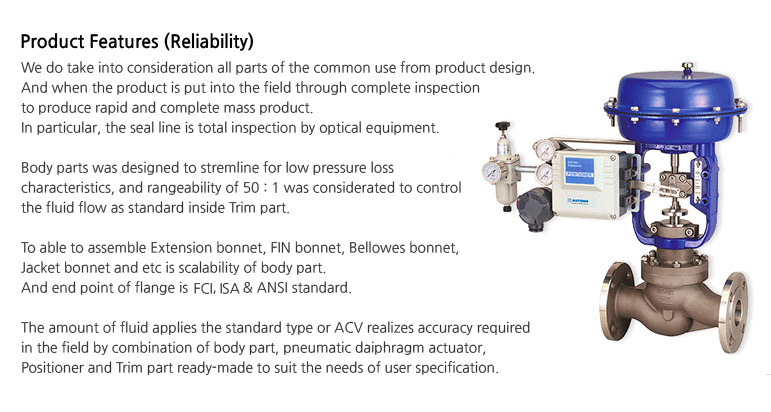 Product Features (Reliability)
We do take into consideration all parts of the common use from product design.
And when the product is put into the field through complete inspection
to produce rapid and complete mass product.
In particular, the seal line is total inspection by optical equipment.
Body parts was designed to stremline for low pressure loss
characteristics, and rangeability of 50 : 1 was considerated to control
the fluid flow as standard inside Trim part.
To able to assemble Extension bonnet, FIN bonnet, Bellowes bonnet,
Jacket bonnet and etc is scalability of body part.
And end point of flange is FCI, ISA & ANSI standard.
The amount of fluid applies the standard type or ACV realizes accuracy required
in the field by combination of body part, pneumatic daiphragm actuator,
Positioner and Trim part ready-made to suit the needs of user specification.
POSITIONER